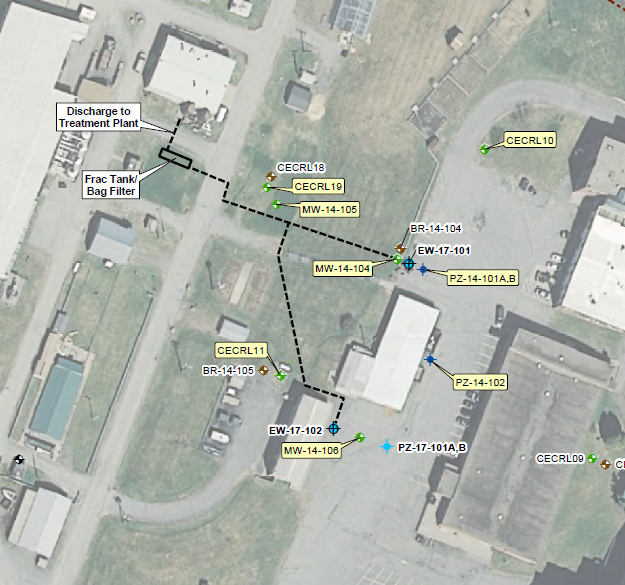 Discharge to
Treatment Plant
CECRL10
CECRL18
Frac Tank/
Bag Filter
CECRL19
MW-14-105
BR-14-104
EW-17-101
MW-14-104
PZ-14-101A,B
CECRL11
BR-14-105
PZ-14-102
EW-17-102
MW-14-106
PZ-17-101A,B
CECRL09